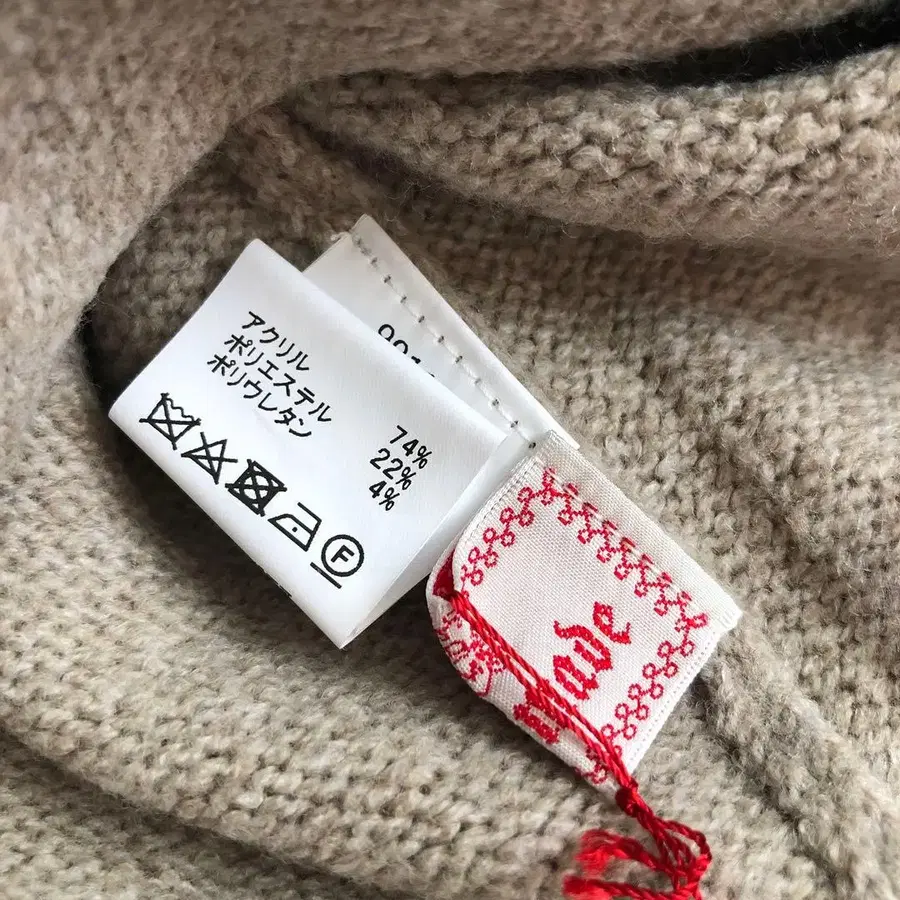 アクリル 74%
ポリエステル 22%
ポリウレタン 4%
F